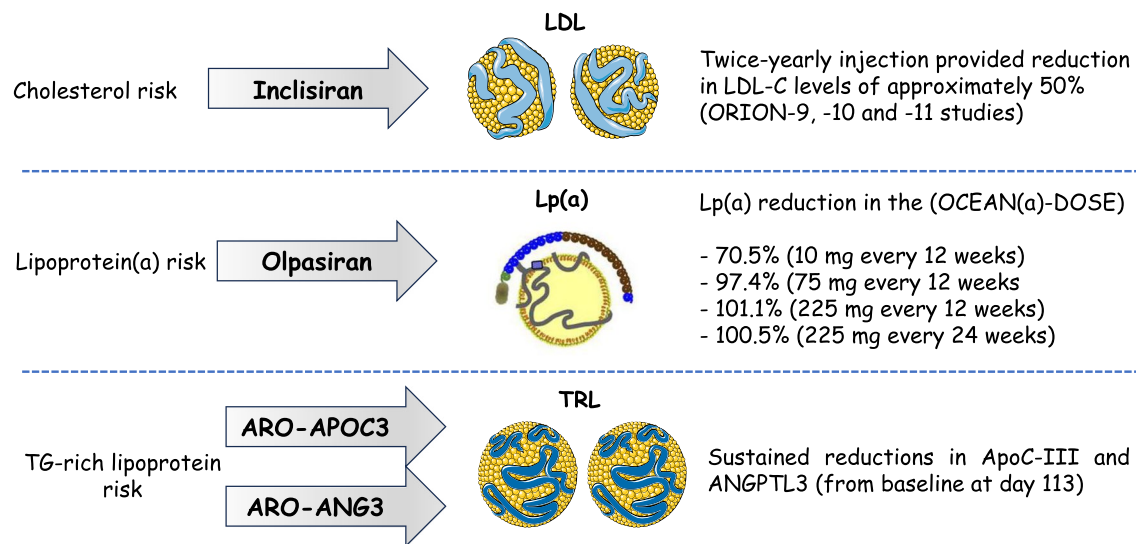 LDL
Cholesterol risk
Inclisiran
Twice-yearly injection provided reduction
in LDL-C levels of approximately 50%
(ORION-9, -10 and -11 studies)
Lp(a)
Lipoprotein(a) risk
Olpasiran
Lp(a) reduction in the (OCEAN(a)-DOSE)
- 70.5% (10 mg every 12 weeks)
- 97.4% (75 mg every 12 weeks
- 101.1% (225 mg every 12 weeks)
- 100.5% (225 mg every 24 weeks)
TRL
TG-rich lipoprotein
risk
ARO-APOC3
ARO-ANG3
Sustained reductions in ApoC-III and
ANGPTL3 (from baseline at day 113)